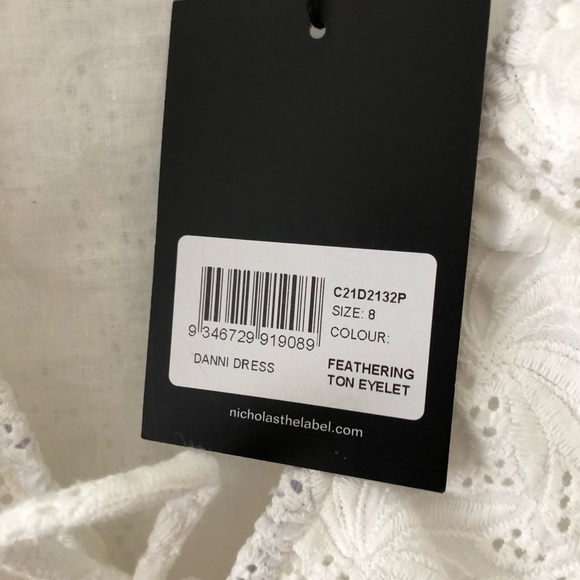 C21D2132P
SIZE: 8
COLOUR:
9 346729 919089
DANNI DRESS
FEATHERING
TON EYELET
nicholasthelabel.com